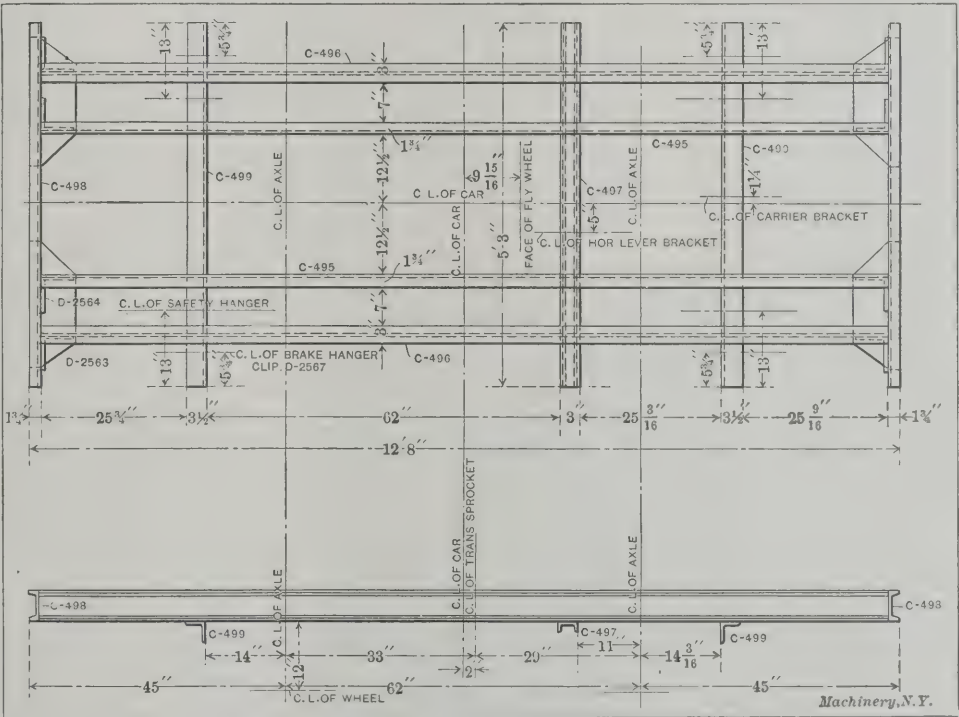 13"
5¾"
C-496
3"
5¾"
13"
7"
1¾"
C-495
C-490
C-498
C-499
C.L.OF AXLE
12½"
C.L.OF CAR
9 15/16"
C.L.OF CAR
5'-3"
FACE OF FLY WHEEL
C-497
5"
C.L.OF AXLE
1¼"
C.L.OF CARRIER BRACKET
C.L.OF HOR LEVER BRACKET
12½"
C-495
1¾"
D-2564
C.L.OF SAFETY HANGER
7"
3"
D-2563
13"
5¾"
C.L.OF BRAKE HANGER
CLIP. D-2567
C-496
5¾"
13"
1¾"
25¾"
3½"
62"
3"
25 3/16"
3½"
25 9/16"
1¾"
12'8"
C.L.OF AXLE
C.L.OF CAR
C.L.OF TRANS SPROCKET
C.L.OF AXLE
C-498
C-499
C-497
C-499
C-498
14"
33"
29"
11"
14 3/16"
12"
2
45"
62"
45"
C.L.OF WHEEL
Machinery, N.Y.